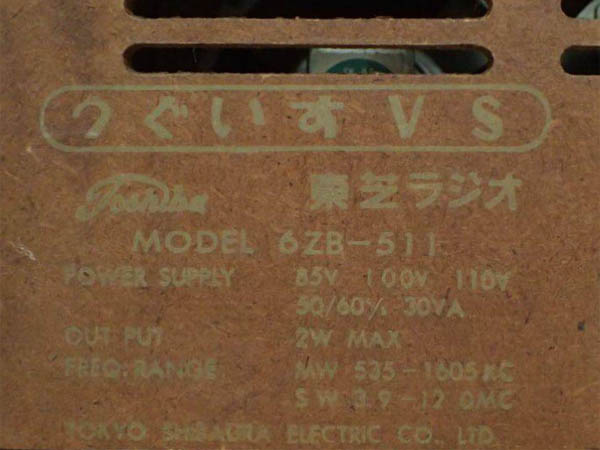 うぐいすVS
Toshiba 東芝ラジオ
MODEL 6ZB-511
POWER SUPPLY 85V 100V 110V
50/60～ 30VA
OUT PUT 2W MAX
FREQ. RANGE MW 535-1605KC
SW 3.9-12.0MC
TOKYO SHIBAURA ELECTRIC CO., LTD.